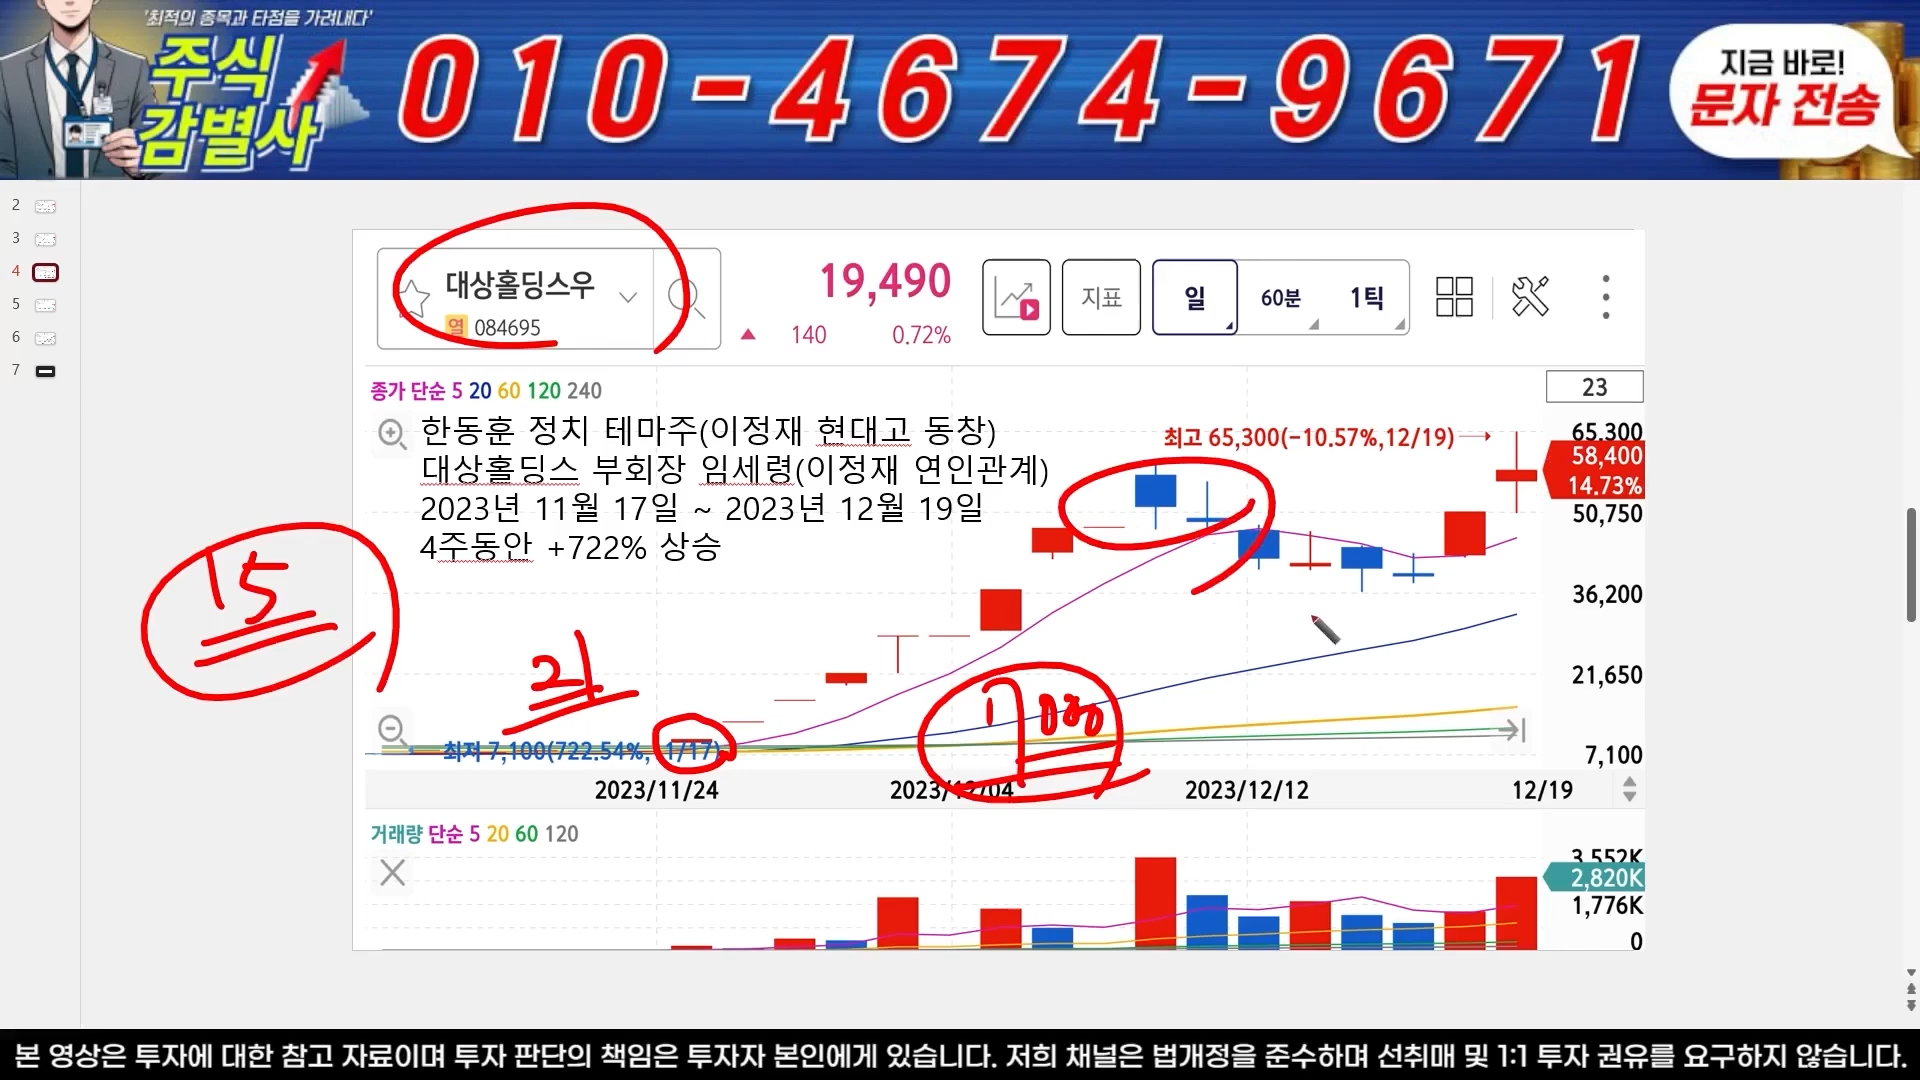 '최적의 종목과 타점을 가려내다'
주식
감별사
010-4674-9671
지금 바로!
문자 전송
2
3
4
5
6
7
대상홀딩스우
열 084695
19,490
▲ 140 0.72%
지표
일 60분 1틱
종가 단순 5 20 60 120 240
23
한동훈 정치 테마주(이정재 현대고 동창)
대상홀딩스 부회장 임세령(이정재 연인관계)
2023년 11월 17일 ~ 2023년 12월 19일
4주동안 +722% 상승
최고 65,300(-10.57%,12/19)
65,300
58,400
14.73%
50,750
36,200
21,650
7,100
15
21
최저 7,100(722.54%, 1/17)
2023/11/24 2023/12/04 2023/12/12 12/19
거래량 단순 5 20 60 120
3,552K
2,820K
1,776K
0
본 영상은 투자에 대한 참고 자료이며 투자 판단의 책임은 투자자 본인에게 있습니다. 저희 채널은 법개정을 준수하며 선취매 및 1:1 투자 권유를 요구하지 않습니다.